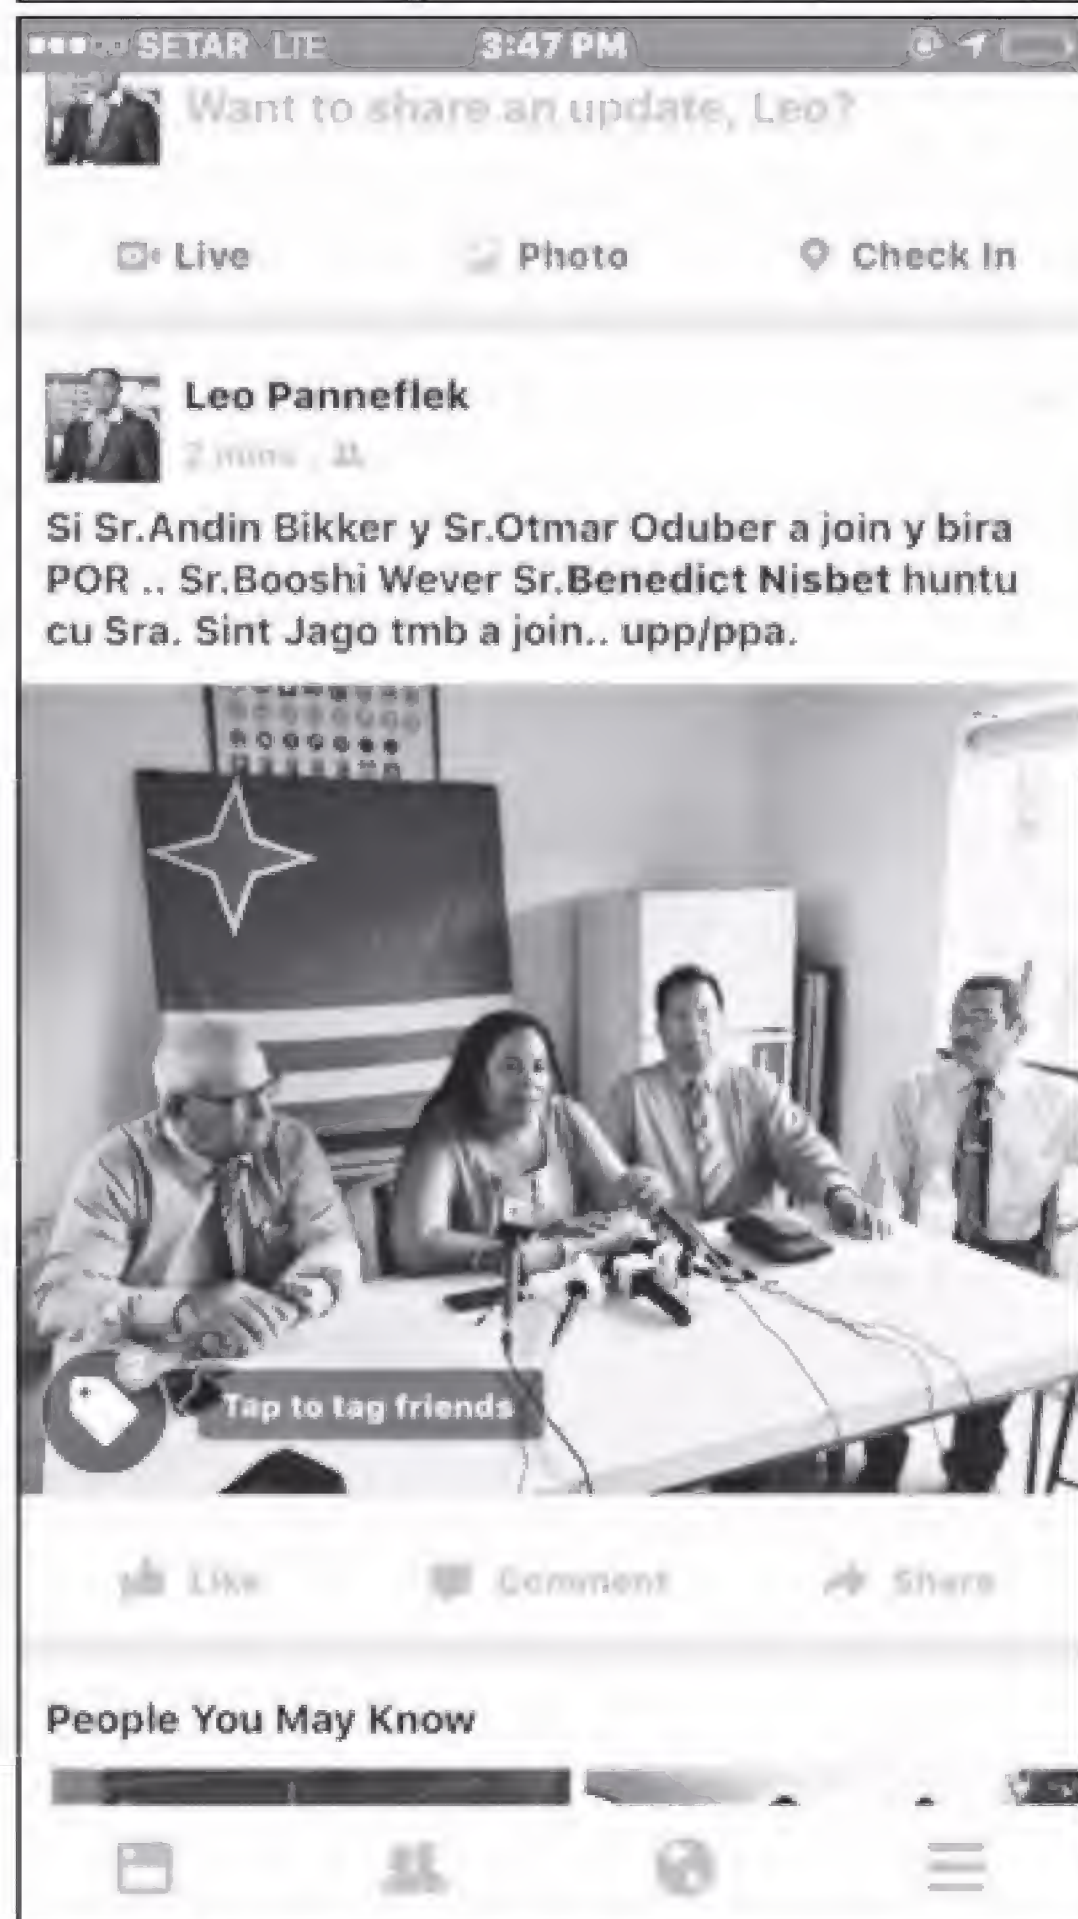 SETAR LTE 3:47 PM
Want to share an update, Leo?
Live Photo Check In
Leo Panneflek
2 mins
Si Sr.Andin Bikker y Sr.Otmar Oduber a join y bira
POR .. Sr.Booshi Wever Sr.Benedict Nisbet huntu
cu Sra. Sint Jago tmb a join.. upp/ppa.
Tap to tag friends
Like Comment Share
People You May Know